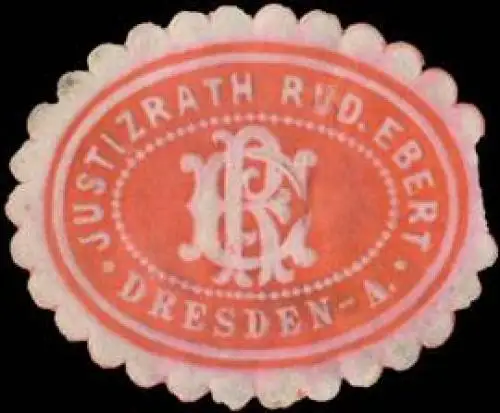 JUSTIZRATH RUD. EBERT
DRESDEN-A.